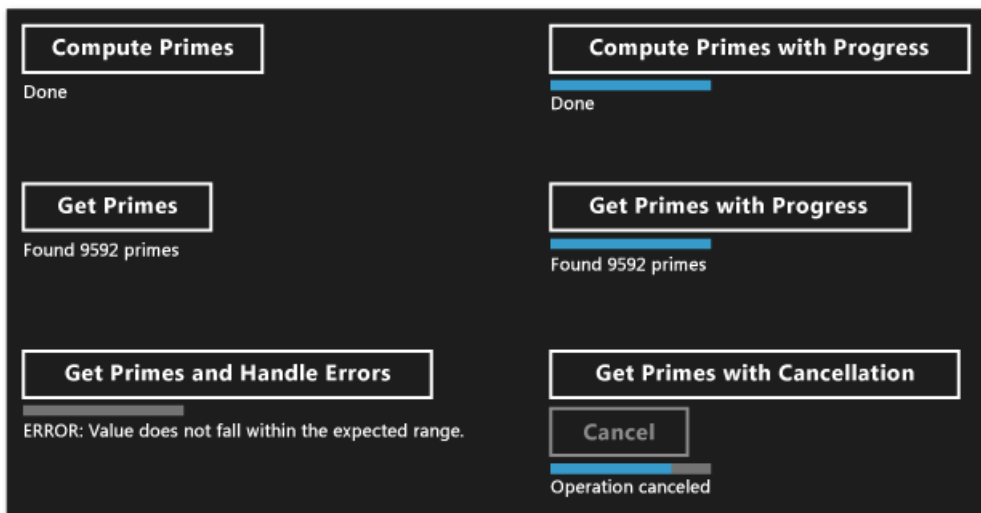 Compute Primes
Done
Compute Primes with Progress
Done
Get Primes
Found 9592 primes
Get Primes with Progress
Found 9592 primes
Get Primes and Handle Errors
ERROR: Value does not fall within the expected range.
Get Primes with Cancellation
Cancel
Operation canceled